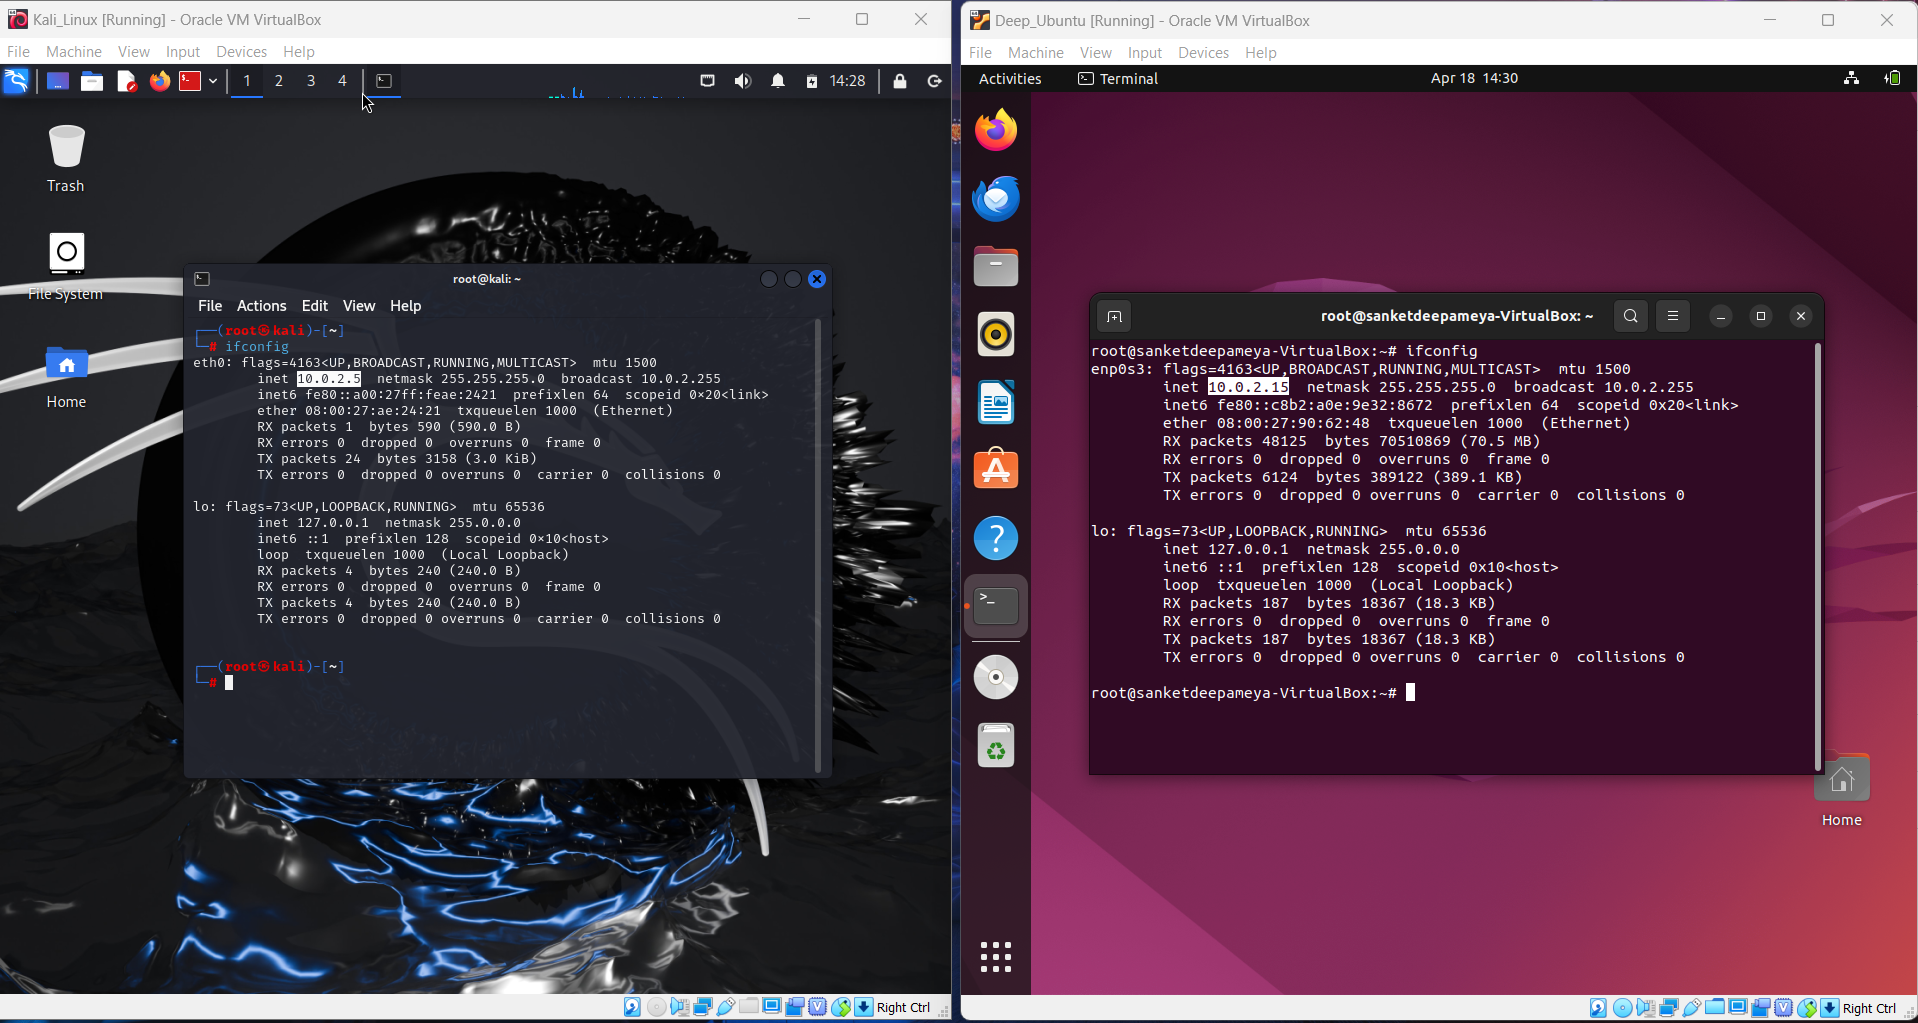 Kali_Linux [Running] - Oracle VM VirtualBox
File Machine View Input Devices Help
1 2 3 4 14:28
Trash
File System
Home
root@kali: ~
File Actions Edit View Help
┌──(root㉿kali)-[~]
└─# ifconfig
eth0: flags=4163<UP,BROADCAST,RUNNING,MULTICAST>  mtu 1500
inet 10.0.2.5  netmask 255.255.255.0  broadcast 10.0.2.255
inet6 fe80::a00:27ff:feae:2421  prefixlen 64  scopeid 0×20<link>
ether 08:00:27:ae:24:21  txqueuelen 1000  (Ethernet)
RX packets 1  bytes 590 (590.0 B)
RX errors 0  dropped 0  overruns 0  frame 0
TX packets 24  bytes 3158 (3.0 KiB)
TX errors 0  dropped 0 overruns 0  carrier 0  collisions 0
lo: flags=73<UP,LOOPBACK,RUNNING>  mtu 65536
inet 127.0.0.1  netmask 255.0.0.0
inet6 ::1  prefixlen 128  scopeid 0×10<host>
loop  txqueuelen 1000  (Local Loopback)
RX packets 4  bytes 240 (240.0 B)
RX errors 0  dropped 0  overruns 0  frame 0
TX packets 4  bytes 240 (240.0 B)
TX errors 0  dropped 0 overruns 0  carrier 0  collisions 0
┌──(root㉿kali)-[~]
└─#
Right Ctrl
Deep_Ubuntu [Running] - Oracle VM VirtualBox
File Machine View Input Devices Help
Activities Terminal Apr 18 14:30
root@sanketdeepameya-VirtualBox: ~
root@sanketdeepameya-VirtualBox:~# ifconfig
enp0s3: flags=4163<UP,BROADCAST,RUNNING,MULTICAST>  mtu 1500
inet 10.0.2.15  netmask 255.255.255.0  broadcast 10.0.2.255
inet6 fe80::c8b2:a0e:9e32:8672  prefixlen 64  scopeid 0x20<link>
ether 08:00:27:90:62:48  txqueuelen 1000  (Ethernet)
RX packets 48125  bytes 70510869 (70.5 MB)
RX errors 0  dropped 0  overruns 0  frame 0
TX packets 6124  bytes 389122 (389.1 KB)
TX errors 0  dropped 0 overruns 0  carrier 0  collisions 0
lo: flags=73<UP,LOOPBACK,RUNNING>  mtu 65536
inet 127.0.0.1  netmask 255.0.0.0
inet6 ::1  prefixlen 128  scopeid 0x10<host>
loop  txqueuelen 1000  (Local Loopback)
RX packets 187  bytes 18367 (18.3 KB)
RX errors 0  dropped 0  overruns 0  frame 0
TX packets 187  bytes 18367 (18.3 KB)
TX errors 0  dropped 0 overruns 0  carrier 0  collisions 0
root@sanketdeepameya-VirtualBox:~#
Home
Right Ctrl